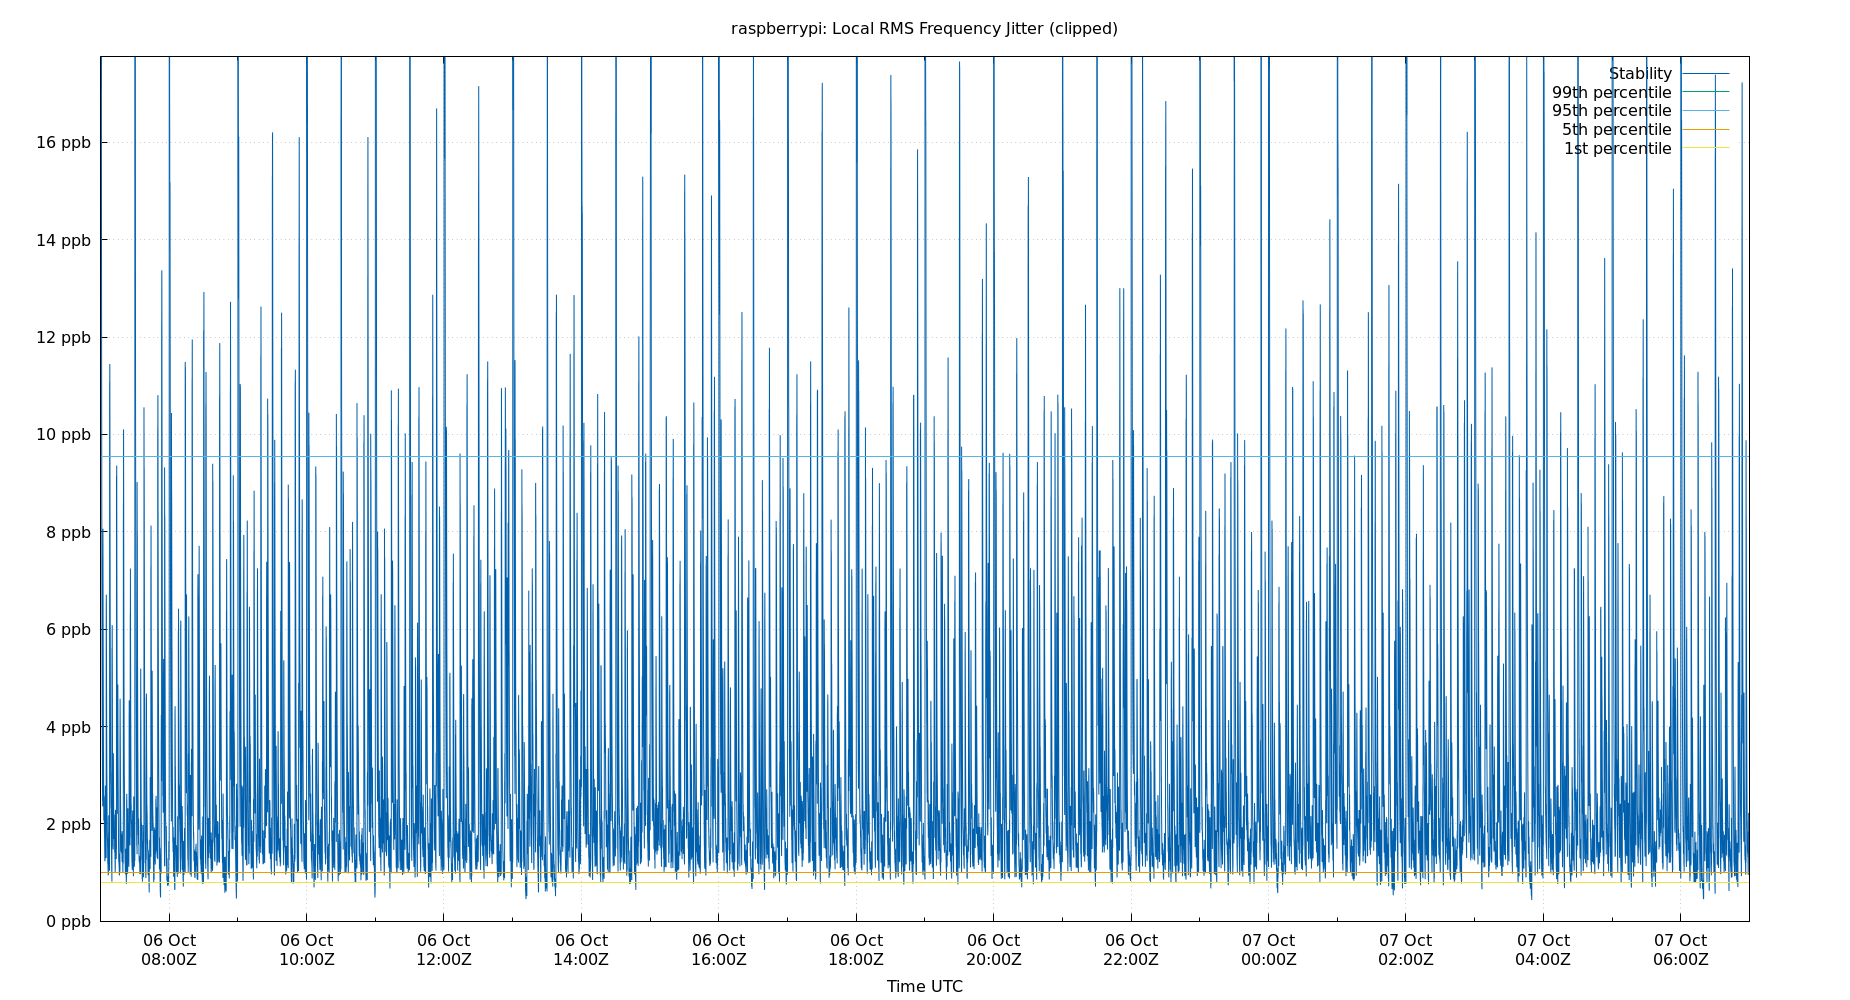 raspberrypi: Local RMS Frequency Jitter (clipped)
Stability
99th percentile
95th percentile
5th percentile
1st percentile
16 ppb
14 ppb
12 ppb
10 ppb
8 ppb
6 ppb
4 ppb
2 ppb
0 ppb
06 Oct 06 Oct 06 Oct 06 Oct 06 Oct 06 Oct 06 Oct 06 Oct 07 Oct 07 Oct 07 Oct 07 Oct
08:00Z 10:00Z 12:00Z 14:00Z 16:00Z 18:00Z 20:00Z 22:00Z 00:00Z 02:00Z 04:00Z 06:00Z
Time UTC